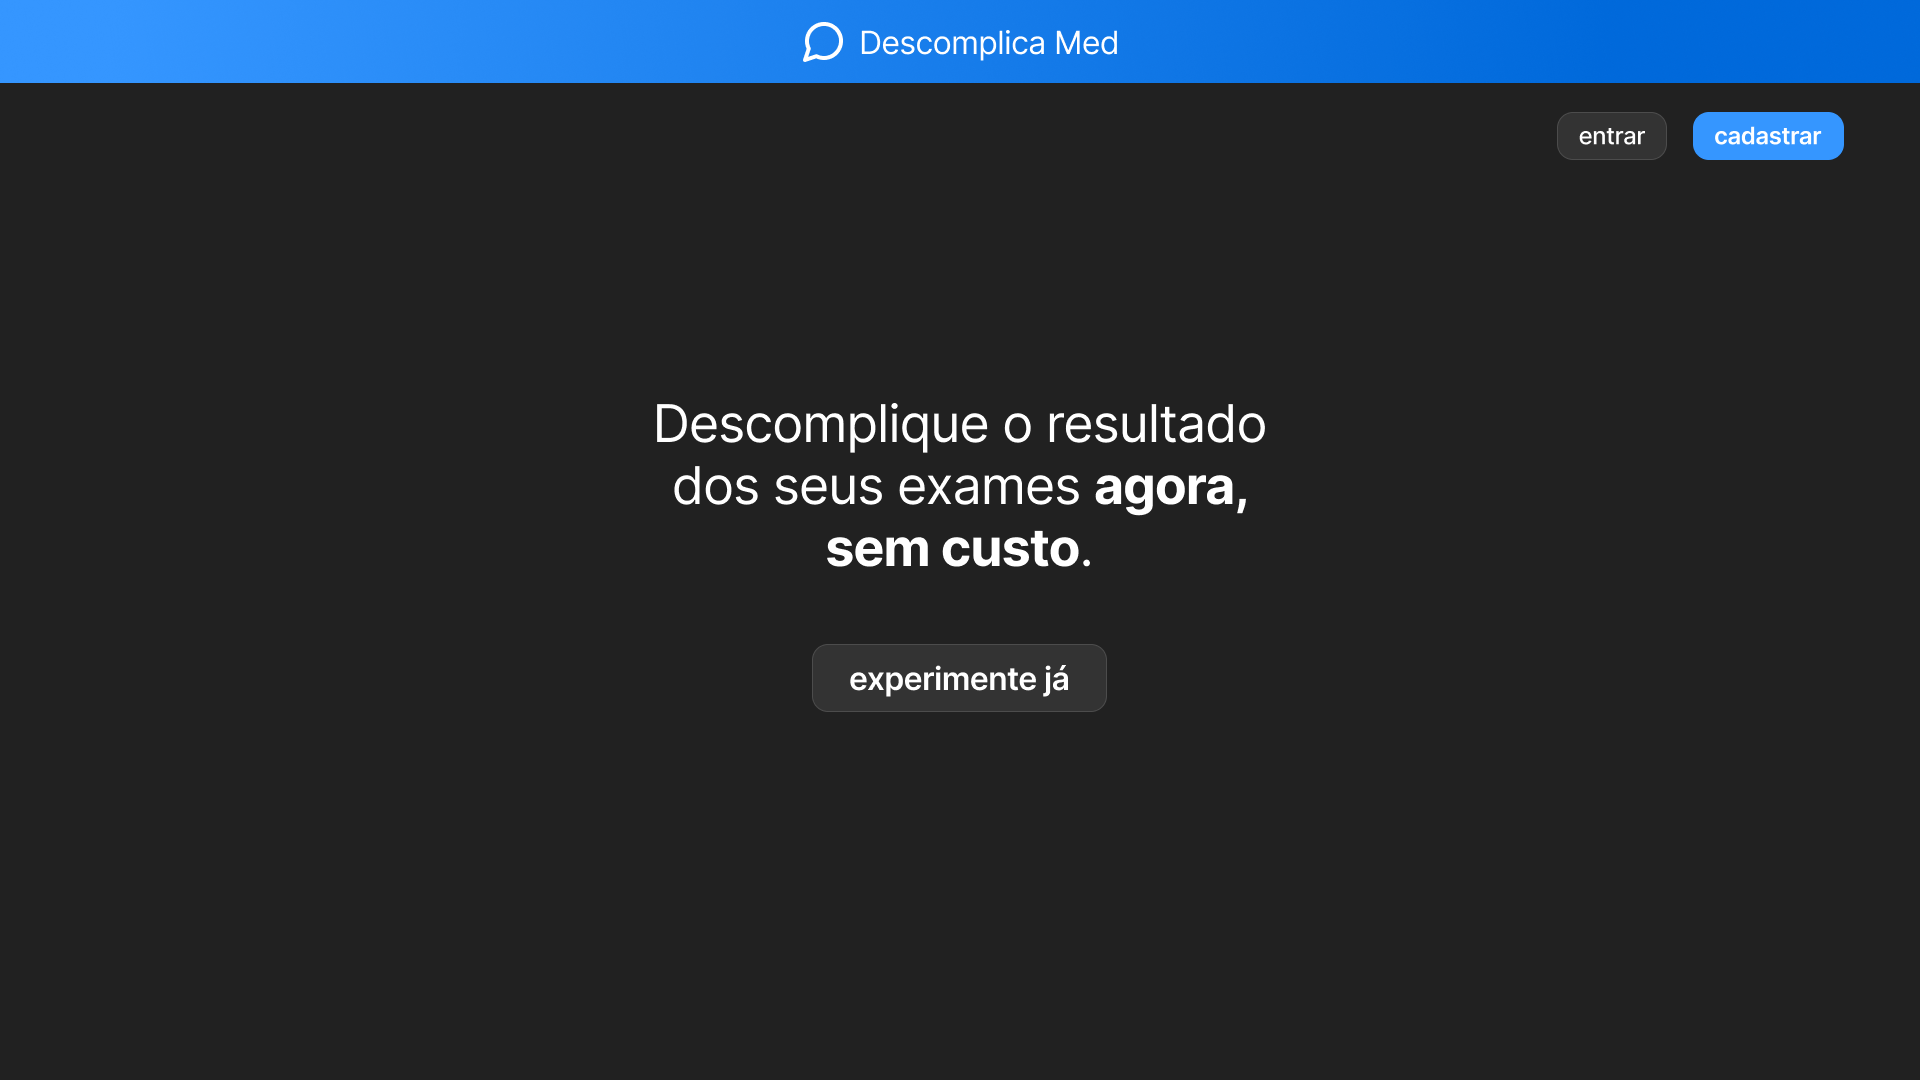 Descomplica Med
entrar
cadastrar
Descomplique o resultado
dos seus exames agora,
sem custo.
experimente já